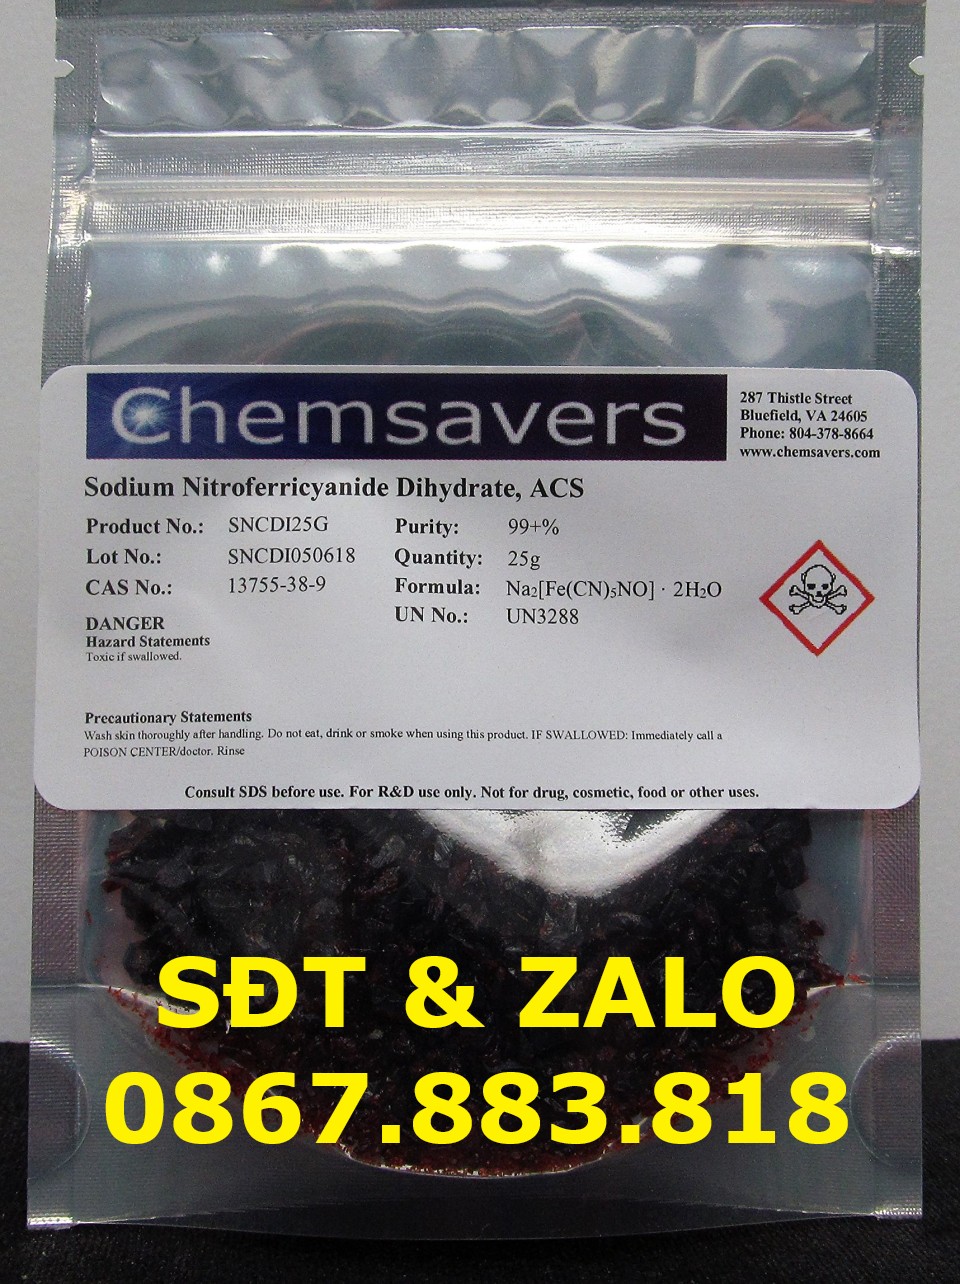 Chemsavers
287 Thistle Street
Bluefield, VA 24605
Phone: 804-378-8664
www.chemsavers.com
Sodium Nitroferricyanide Dihydrate, ACS
Product No.: SNCDI25G Purity: 99+%
Lot No.: SNCDI050618 Quantity: 25g
CAS No.: 13755-38-9 Formula: Na₂[Fe(CN)₅NO] · 2H₂O
UN No.: UN3288
DANGER
Hazard Statements
Toxic if swallowed.
Precautionary Statements
Wash skin thoroughly after handling. Do not eat, drink or smoke when using this product. IF SWALLOWED: Immediately call a
POISON CENTER/doctor. Rinse
Consult SDS before use. For R&D use only. Not for drug, cosmetic, food or other uses.
SĐT & ZALO
0867.883.818